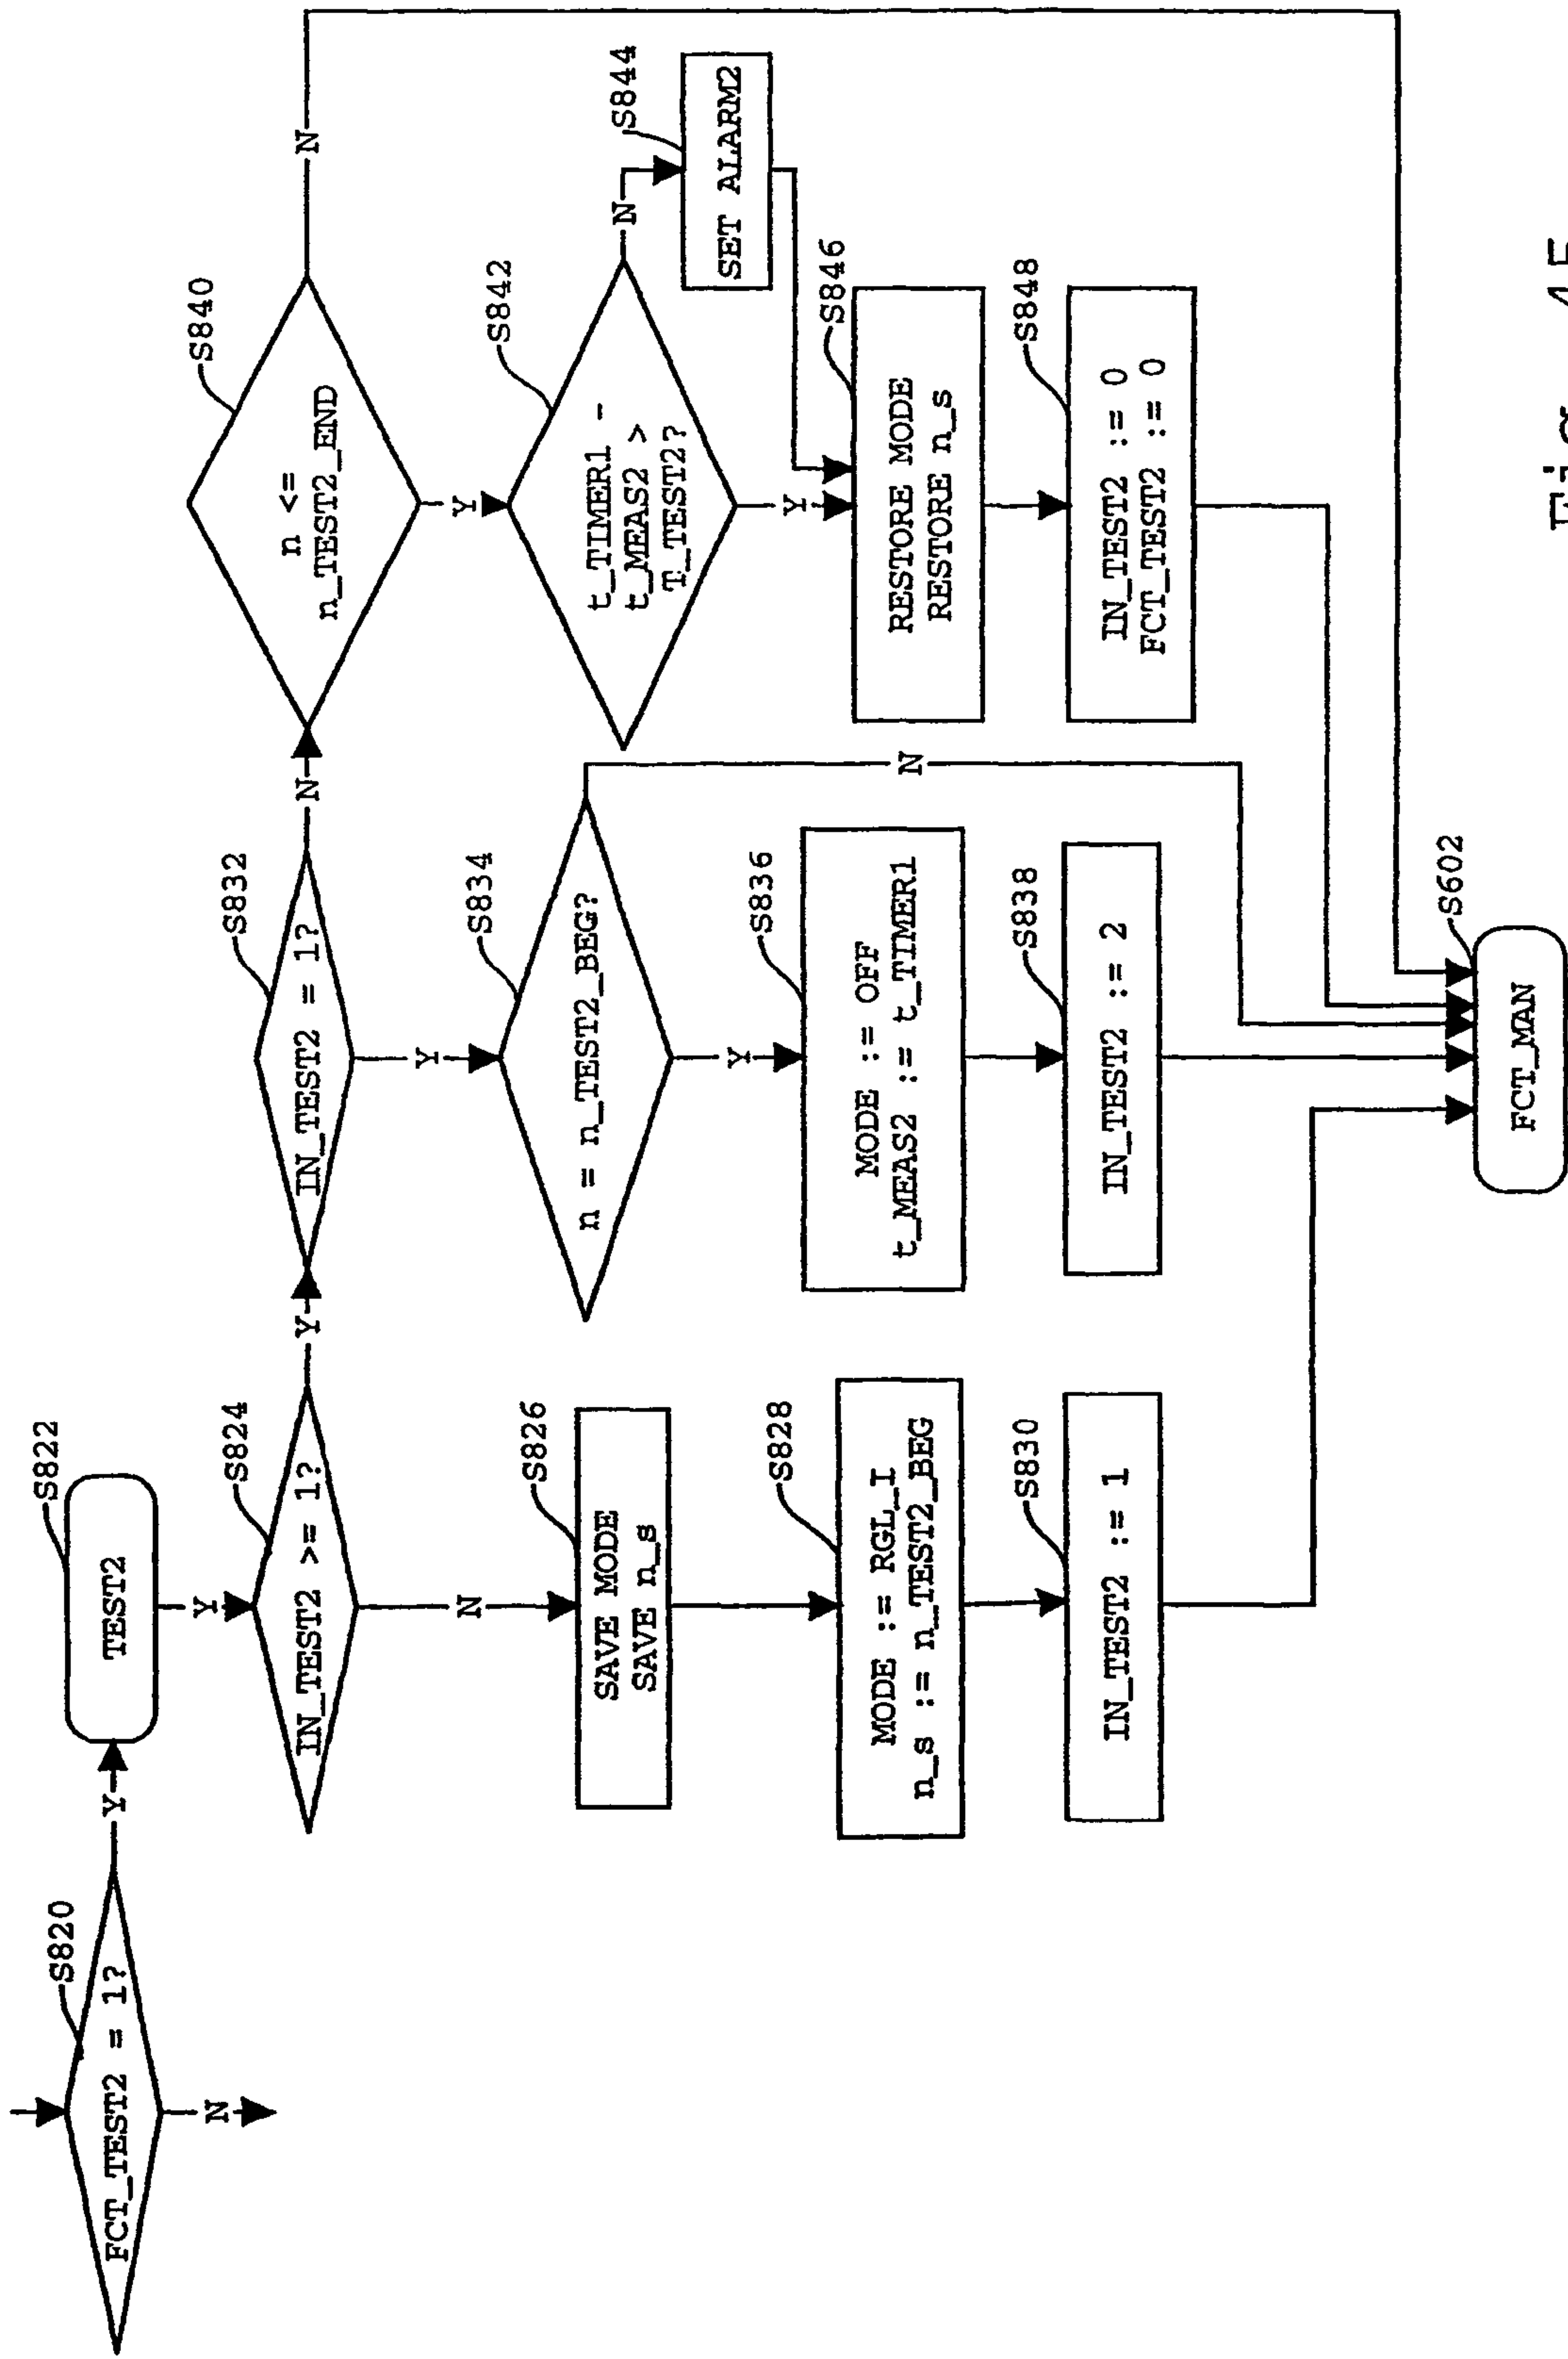 S820
FCT_TEST2 = 1?
Y
N
S822
TEST2
Y
S824
IN_TEST2 >= 1?
Y
N
S826
SAVE MODE
SAVE n_s
S828
MODE := RGL_I
n_s := n_TEST2_BEG
S830
IN_TEST2 := 1
S832
IN_TEST2 = 1?
N
Y
S834
n = n_TEST2_BEG?
N
Y
S836
MODE := OFF
t_MEAS2 := t_TIMER1
S838
IN_TEST2 := 2
S840
n <=
n_TEST2_END
N
Y
S842
t_TIMER1 -
t_MEAS2 >
T_TEST2?
N
Y
S844
SET ALARM2
S846
RESTORE MODE
RESTORE n_s
S848
IN_TEST2 := 0
FCT_TEST2 := 0
S602
FCT_MAN